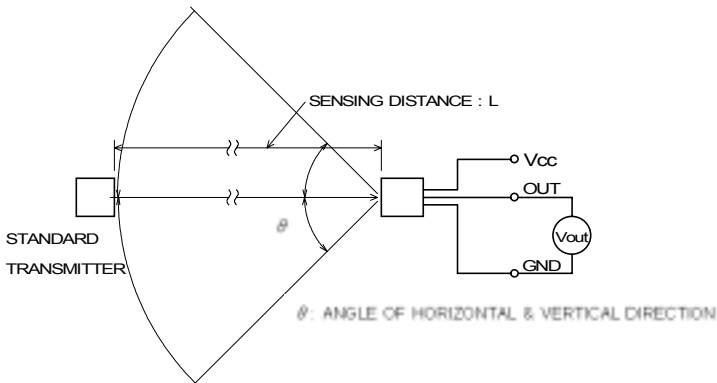 SENSING DISTANCE : L
Vcc
OUT
Vout
GND
STANDARD
TRANSMITTER
θ
θ: ANGLE OF HORIZONTAL & VERTICAL DIRECTION